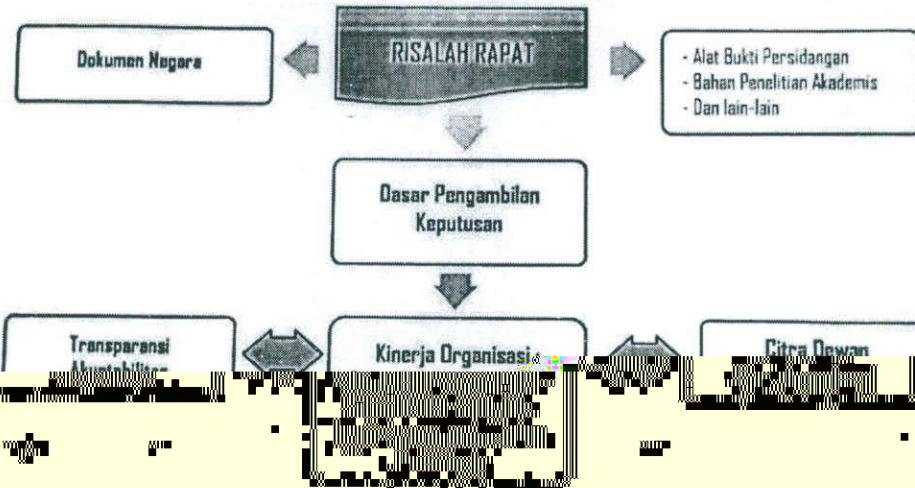 RISALAH RAPAT
Dokumen Negara
- Alat Bukti Persidangan
- Bahan Penelitian Akademis
- Dan lain-lain
Dasar Pengambilan
Keputusan
Transparansi
Kinerja Organisasi
Citra Dewan